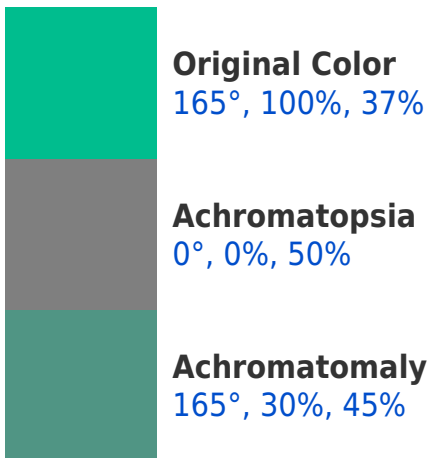 Original Color
165°, 100%, 37%
Achromatopsia
0°, 0%, 50%
Achromatomaly
165°, 30%, 45%